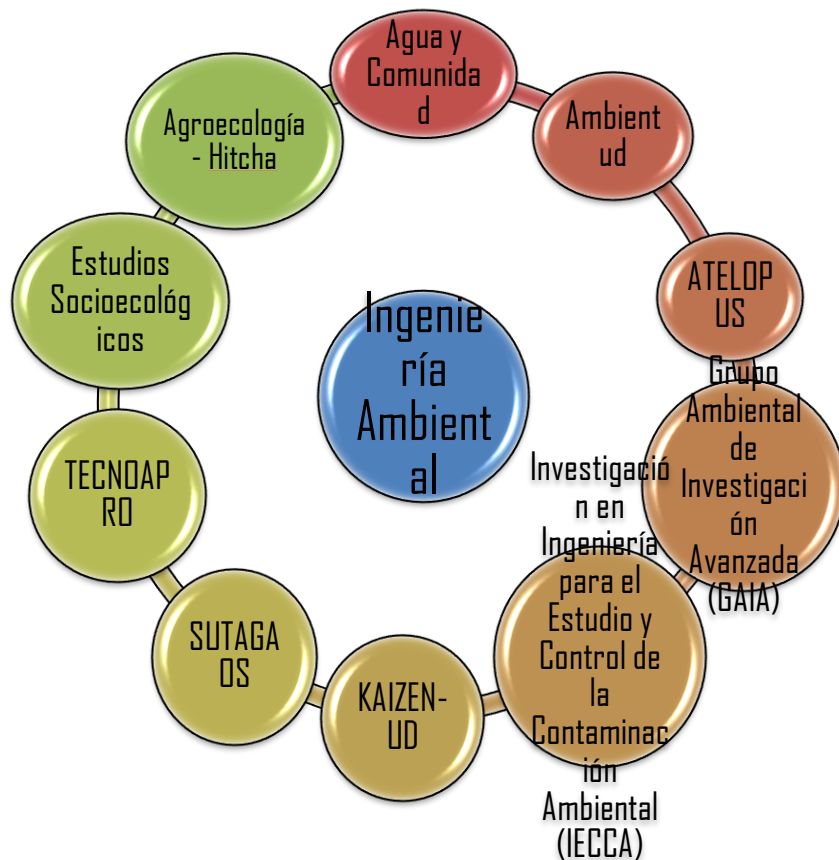 Agua y
Comunida
d
Ambient
ud
ATELOP
US
Grupo
Ambiental
de
Investigaci
ón
Avanzada
(GAIA)
Investigació
n en
Ingeniería
para el
Estudio y
Control de
la
Contaminac
ión
Ambiental
(IECCA)
KAIZEN-
UD
SUTAGA
OS
TECNOAP
RO
Estudios
Socioecológ
icos
Agroecología
- Hitcha
Ingenie
ría
Ambient
al